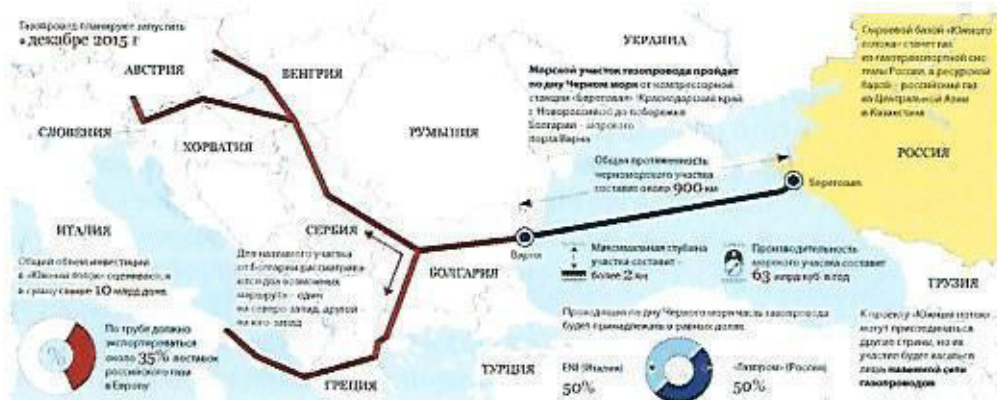 Газопровод планируют запустить
в декабре 2015 г
АВСТРИЯ
ВЕНГРИЯ
СЛОВЕНИЯ
ХОРВАТИЯ
РУМЫНИЯ
УКРАИНА
Морской участок газопровода пройдет
по дну Черного моря от компрессорной
станции «Береговая» (Краснодарский край
г. Новороссийск) до побережья
Болгарии –
порта Варна
Общая протяженность
черноморского участка
составит около 900 км
Сырьевой базой «Южного
потока» станет газ
из газотранспортной сис-
темы России, а ресурсной
базой – российский газ
из Центральной Азии
и Казахстана
РОССИЯ
Береговая
ИТАЛИЯ
Общий объем инвестиций
в «Южный поток» оценивался
в сумму свыше 10 млрд долл.
По трубе должно
экспортироваться
около 35% поставок
российского газа
в Европу
%
СЕРБИЯ
Для наземного участка
от Болгарии рассматрива-
ются два возможных
маршрута – один
на северо-запад, другой
на юго-запад
БОЛГАРИЯ
Варна
ГРЕЦИЯ
ТУРЦИЯ
Максимальная глубина
участка составит –
более 2 км
Производительность
морского участка составит
63 млрд куб. в год
Проходящая по дну Черного моря часть газопровода
будет принадлежать в равных долях.
ENI (Италия)
50%
«Газпром» (Россия)
50%
ГРУЗИЯ
К проекту «Южный поток»
могут присоединиться
другие страны, но их
участие будет касаться
лишь наземной сети
газопроводов